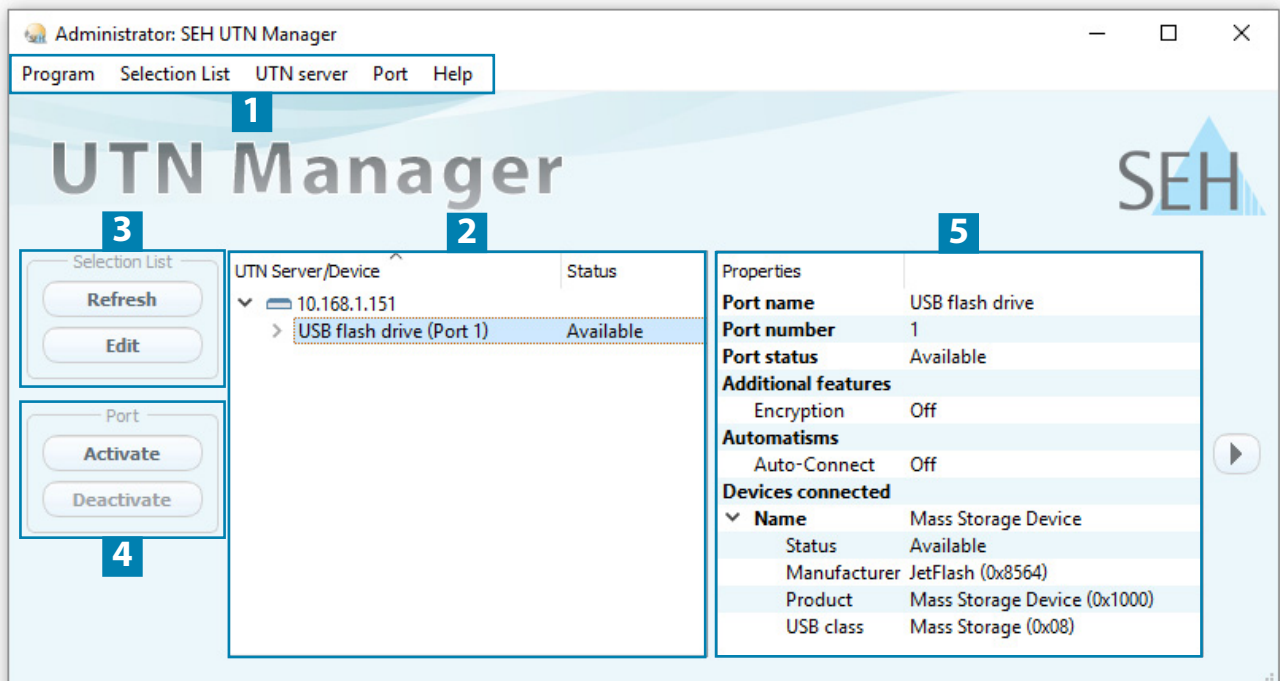 Administrator: SEH UTN Manager
Program Selection List UTN server Port Help
1
UTN Manager
SEH
3
Selection List
Refresh
Edit
Port
Activate
Deactivate
4
2
UTN Server/Device Status
10.168.1.151
USB flash drive (Port 1) Available
5
Properties
Port name USB flash drive
Port number 1
Port status Available
Additional features
Encryption Off
Automatisms
Auto-Connect Off
Devices connected
Name Mass Storage Device
Status Available
Manufacturer JetFlash (0x8564)
Product Mass Storage Device (0x1000)
USB class Mass Storage (0x08)